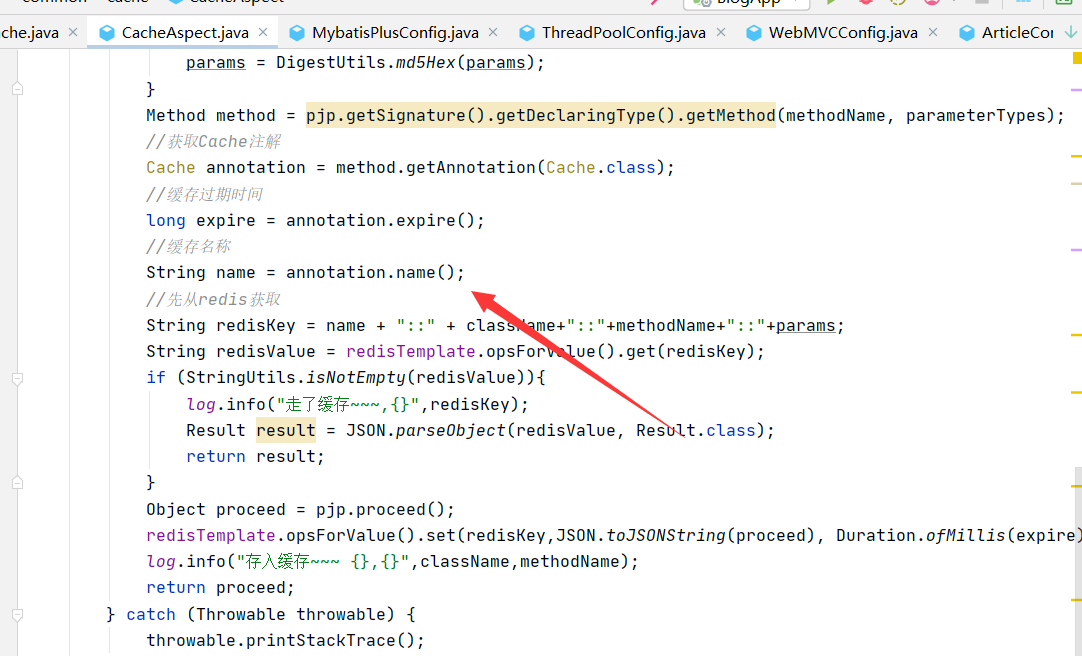 common cache CacheAspect BlogApp
che.java CacheAspect.java MybatisPlusConfig.java ThreadPoolConfig.java WebMVCConfig.java ArticleCor
params = DigestUtils.md5Hex(params);
}
Method method = pjp.getSignature().getDeclaringType().getMethod(methodName, parameterTypes);
//获取Cache注解
Cache annotation = method.getAnnotation(Cache.class);
//缓存过期时间
long expire = annotation.expire();
//缓存名称
String name = annotation.name();
//先从redis获取
String redisKey = name + "::" + className+"::"+methodName+"::"+params;
String redisValue = redisTemplate.opsForValue().get(redisKey);
if (StringUtils.isNotEmpty(redisValue)){
log.info("走了缓存~~~,{}",redisKey);
Result result = JSON.parseObject(redisValue, Result.class);
return result;
}
Object proceed = pjp.proceed();
redisTemplate.opsForValue().set(redisKey,JSON.toJSONString(proceed), Duration.ofMillis(expire)
log.info("存入缓存~~~ {},{}",className,methodName);
return proceed;
} catch (Throwable throwable) {
throwable.printStackTrace();